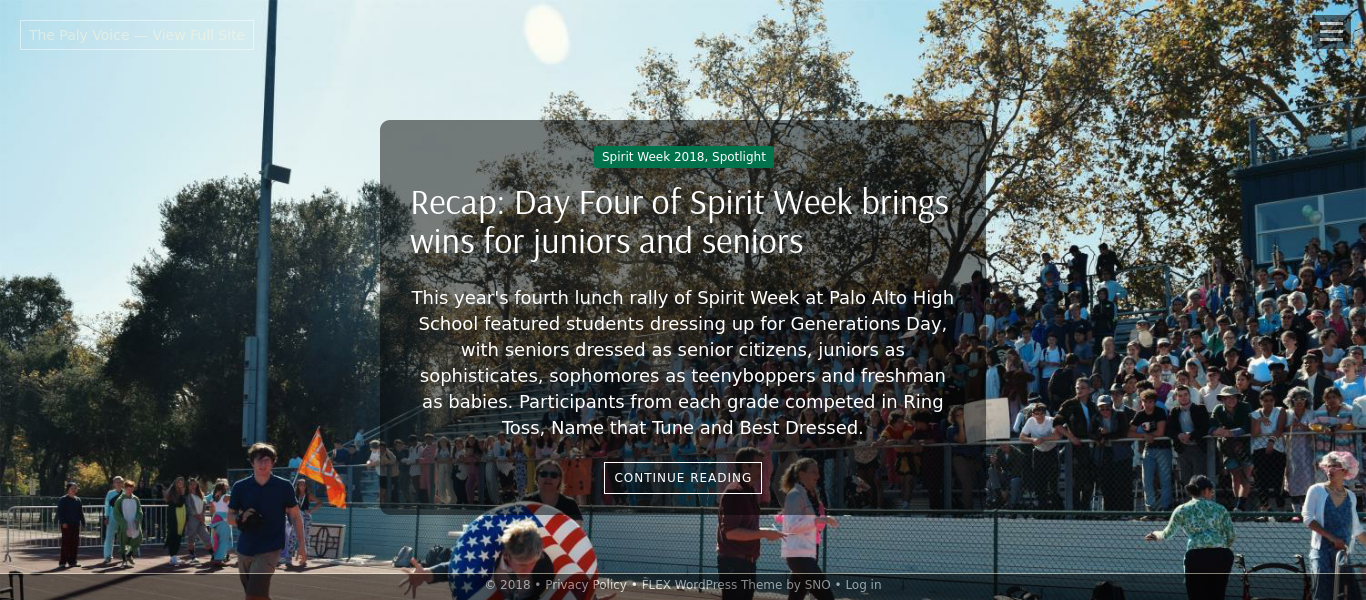 The Paly Voice — View Full Site
Spirit Week 2018, Spotlight
Recap: Day Four of Spirit Week brings
wins for juniors and seniors
This year's fourth lunch rally of Spirit Week at Palo Alto High
School featured students dressing up for Generations Day,
with seniors dressed as senior citizens, juniors as
sophisticates, sophomores as teenyboppers and freshman
as babies. Participants from each grade competed in Ring
Toss, Name that Tune and Best Dressed.
CONTINUE READING
© 2018 • Privacy Policy • FLEX WordPress Theme by SNO • Log in